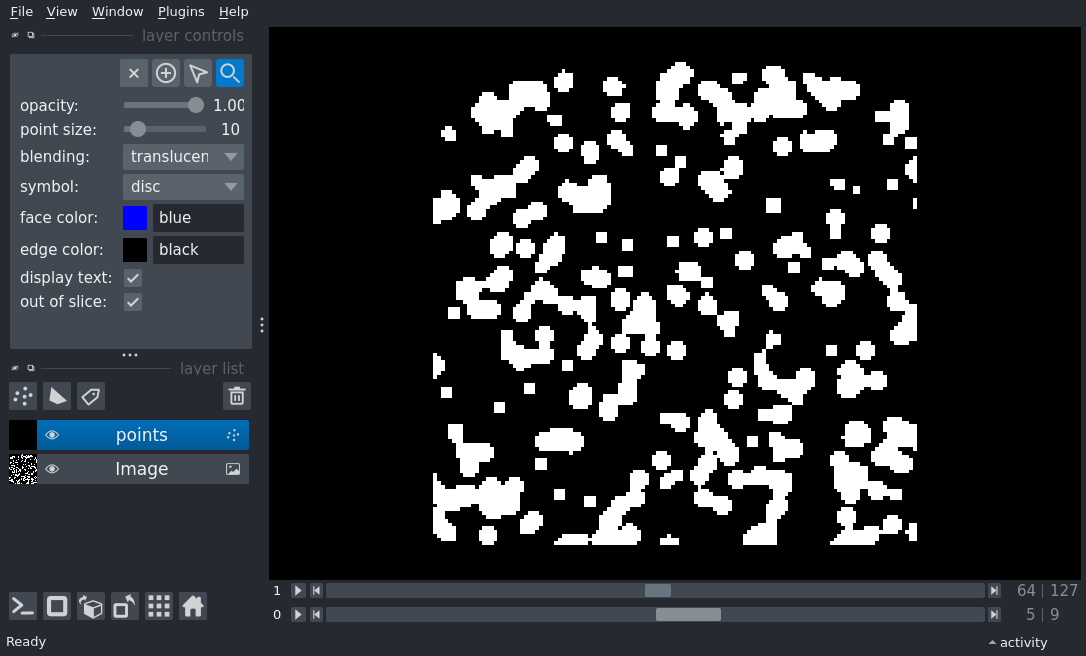 File View Window Plugins Help
layer controls
opacity: 1.00
point size: 10
blending: translucen
symbol: disc
face color: blue
edge color: black
display text:
out of slice:
layer list
points
Image
1 64 | 127
0 5 | 9
Ready activity